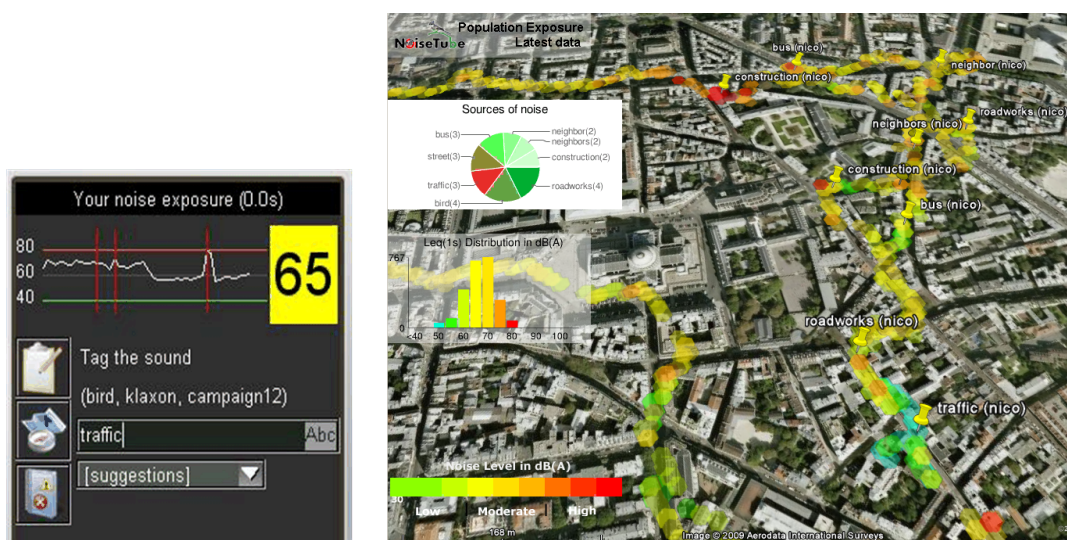 Your noise exposure (0.0s)
80
60
40
65
Tag the sound
(bird, klaxon, campaign12)
traffic
Abc
[suggestions]
NoiseTube
Population Exposure
Latest data
bus (nico)
neighbor (nico)
construction (nico)
roadworks (nico)
neighbors (nico)
construction (nico)
bus (nico)
roadworks (nico)
traffic (nico)
Sources of noise
bus(3)
neighbor(2)
neighbors(2)
street(3)
construction(2)
traffic(3)
roadworks(4)
bird(4)
Leq(1s) Distribution in dB(A)
767
0
<40 50 60 70 80 90 100
Noise Level in dB(A)
30
Low Moderate High
168 m
Image © 2009 Aerodata International Surveys